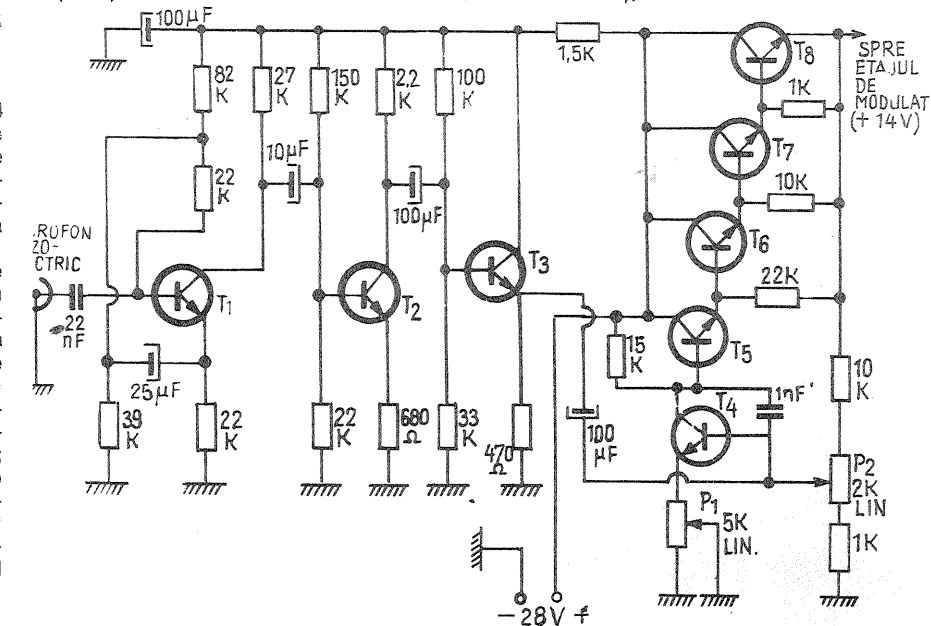 100µF
82
K
27
K
150
K
2,2
K
100
K
1,5K
T8
SPRE
ETAJUL
DE
MODULAT
(+ 14V)
1K
T7
10µF
22
K
100µF
10K
T6
.ROFON
ZO-
CTRIC
T1
T2
T3
22K
22
nF
15
K
T5
10
K
25µF
T4
1nF
39
K
22
K
22
K
680
Ω
33
K
470
Ω
100
µF
P2
2K
LIN
P1
5K
LIN.
1K
− 28V +